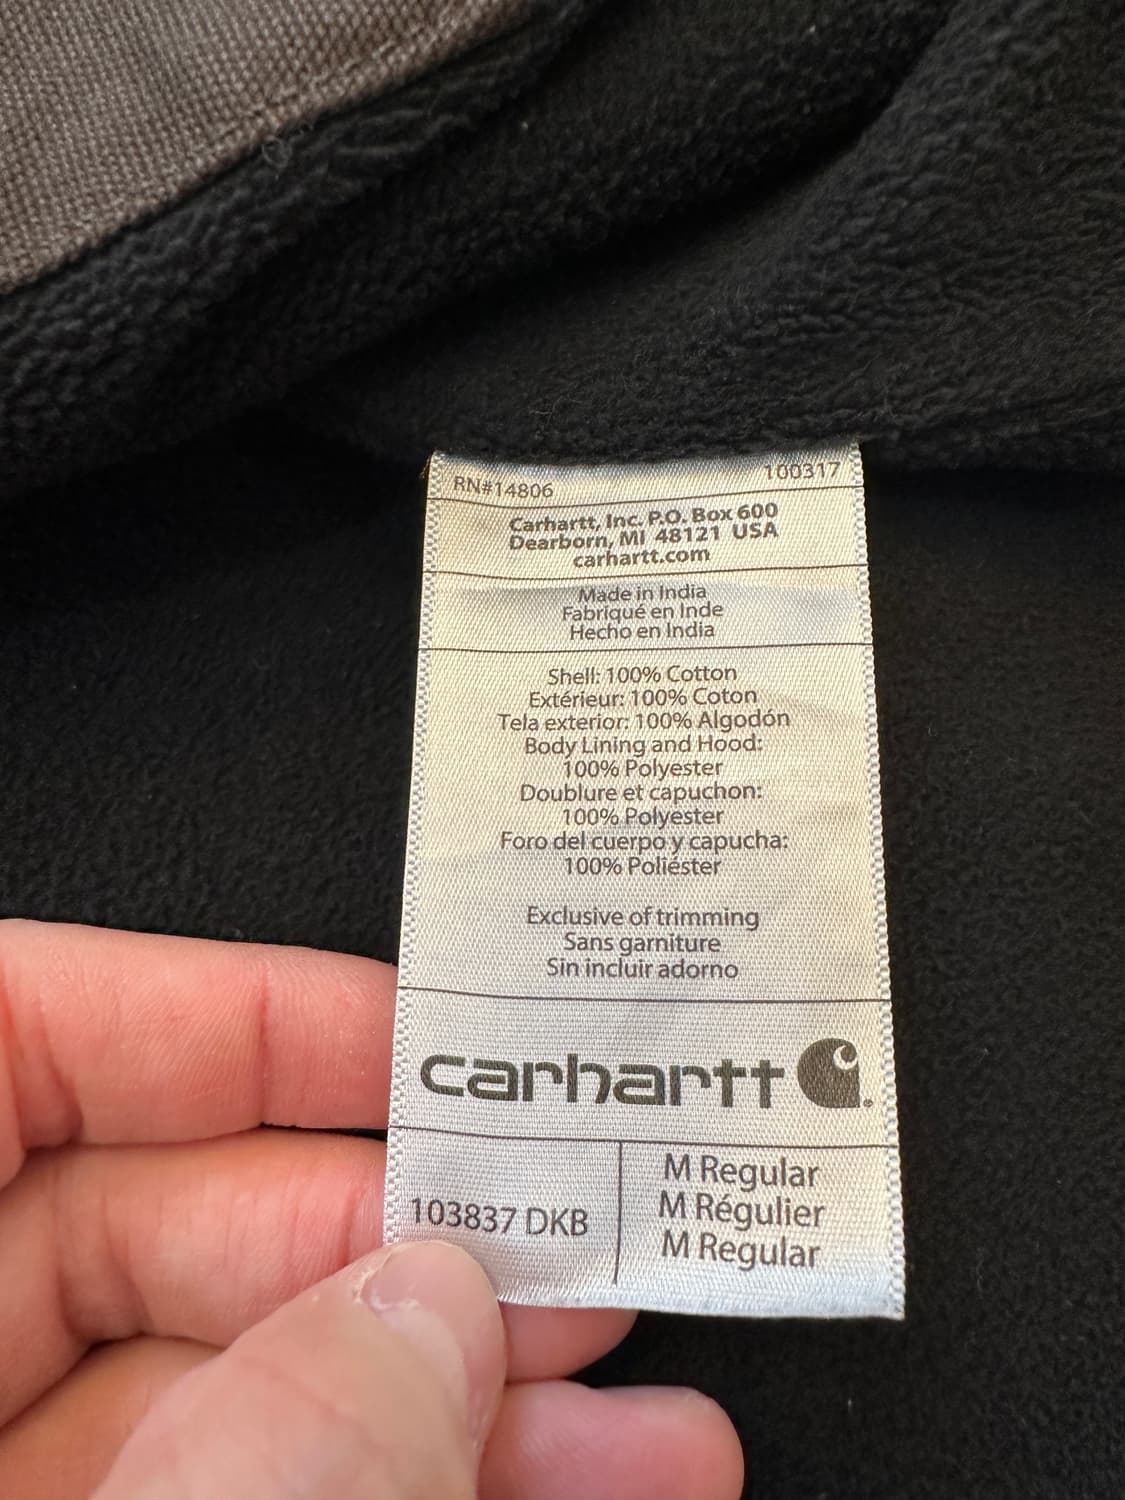 RN#14806 100317
Carhartt, Inc. P.O. Box 600
Dearborn, MI 48121 USA
carhartt.com
Made in India
Fabriqué en Inde
Hecho en India
Shell: 100% Cotton
Extérieur: 100% Coton
Tela exterior: 100% Algodón
Body Lining and Hood:
100% Polyester
Doublure et capuchon:
100% Polyester
Foro del cuerpo y capucha:
100% Poliéster
Exclusive of trimming
Sans garniture
Sin incluir adorno
carhartt
103837 DKB
M Regular
M Régulier
M Regular